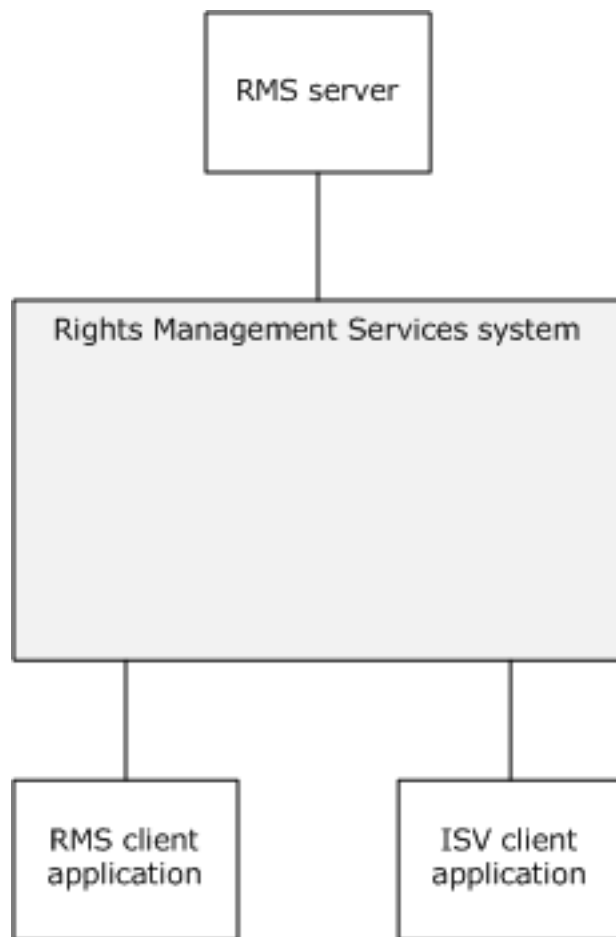 RMS server
Rights Management Services system
RMS client
application
ISV client
application